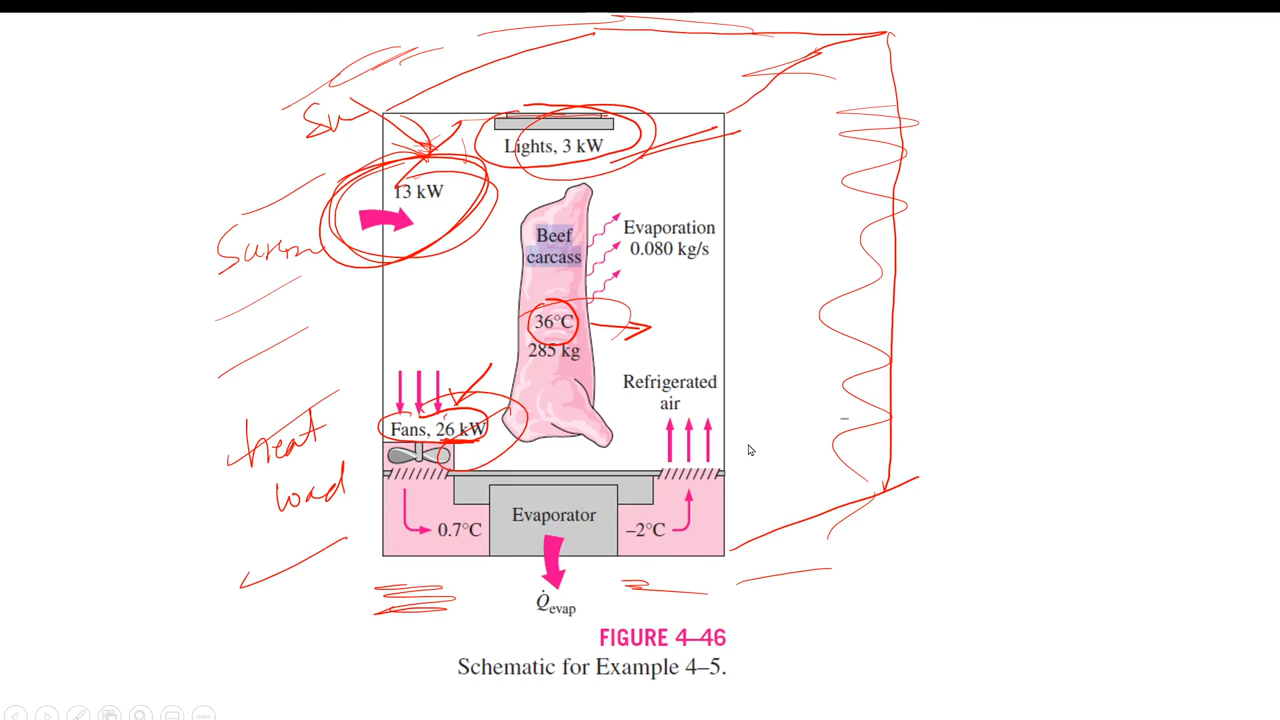 Lights, 3 kW
13 kW
Beef
carcass
Evaporation
0.080 kg/s
36°C
285 kg
Refrigerated
air
Fans, 26 kW
heat
load
Evaporator
0.7°C
–2°C
Q̇evap
FIGURE 4–46
Schematic for Example 4–5.